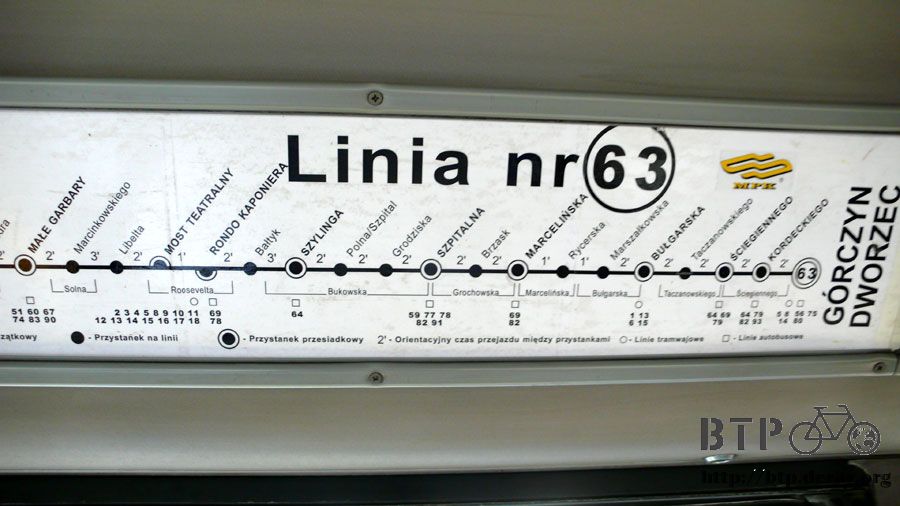 Linia nr 63
MPK
MAŁE GARBARY
Marcinkowskiego
Libelta
MOST TEATRALNY
RONDO KAPONIERA
Bałtyk
SZYLINGA
Polna/Szpital
Grodziska
SZPITALNA
Brzask
MARCELIŃSKA
Rycerska
Marszałkowska
BUŁGARSKA
Taczanowskiego
ŚCIEGIENNEGO
KORDECKIEGO
GÓRCZYN
DWORZEC
2' 3' 2' 1' 2' 3' 2' 2' 2' 2' 2' 1' 1' 2' 2' 2' 2' 2'
63
Solna Roosevelta Bukowska Grochowska Marcelińska Bułgarska Taczanowskiego Ściegiennego
51 60 67 2 3 4 5 8 9 10 11 69 64 59 77 78 69 1 13 64 69 64 79 5 8 56 75
74 83 90 12 13 14 15 16 17 18 78 82 91 82 6 15 79 82 93 14 80
- Przystanek na linii - Przystanek przesiadkowy 2' - Orientacyjny czas przejazdu między przystankami - Linie tramwajowe - Linie autobusowe
BTP
http://btp.derby.org